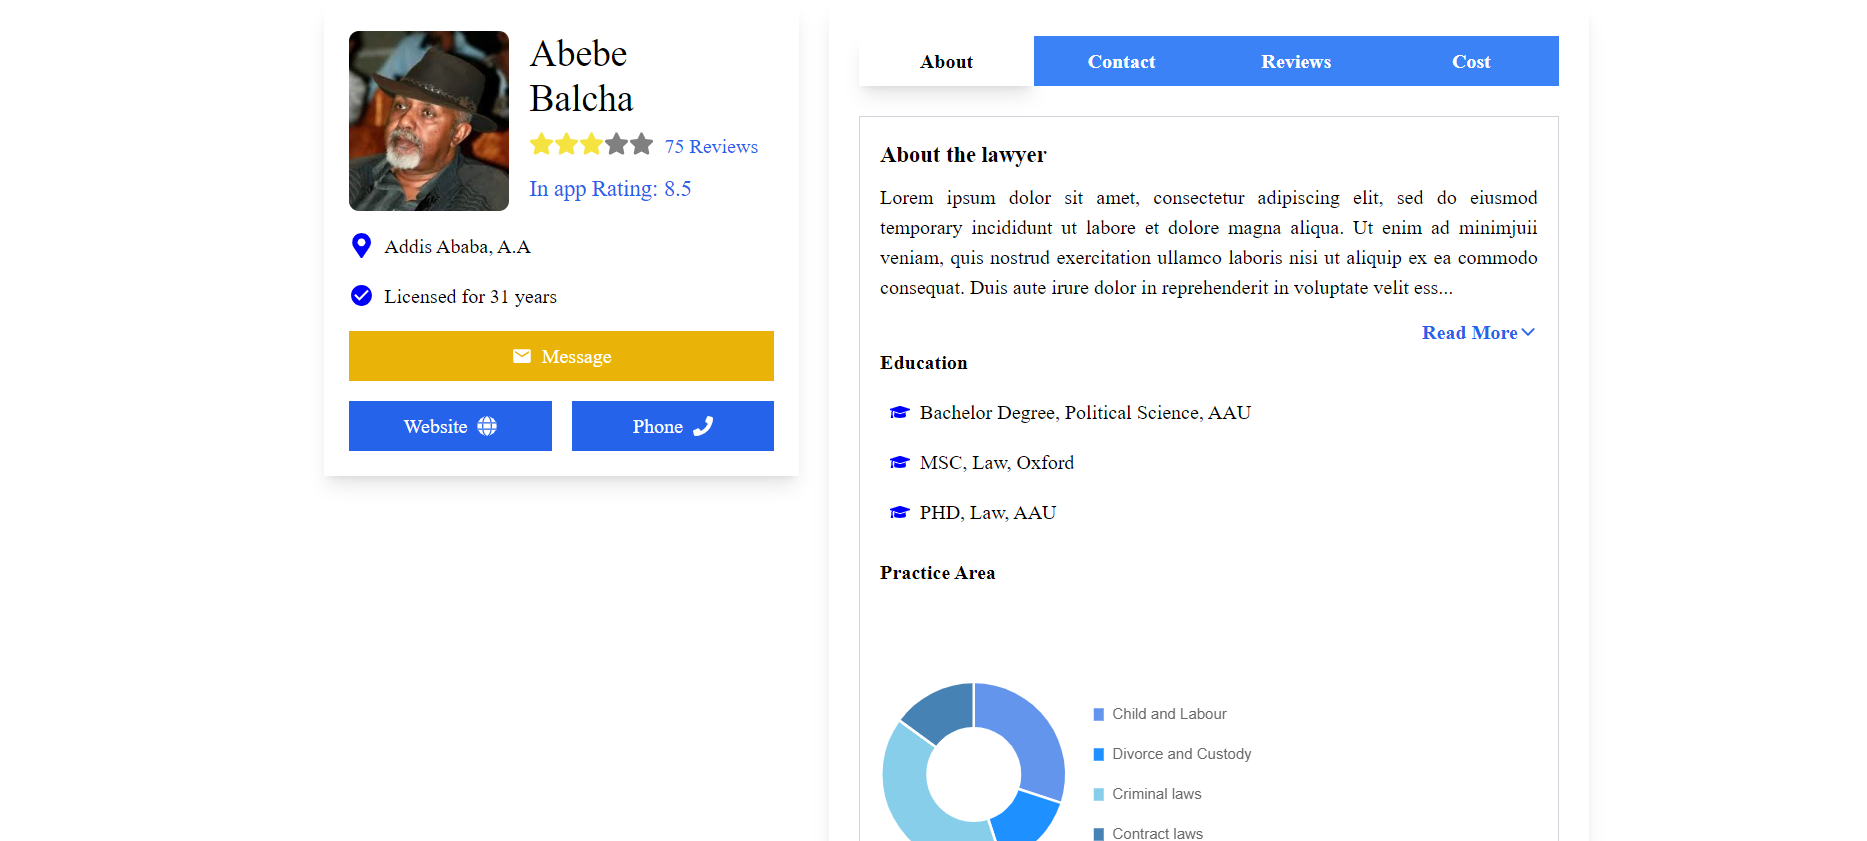 Abebe
Balcha
75 Reviews
In app Rating: 8.5
Addis Ababa, A.A
Licensed for 31 years
Message
Website
Phone
About
Contact
Reviews
Cost
About the lawyer
Lorem ipsum dolor sit amet, consectetur adipiscing elit, sed do eiusmod
temporary incididunt ut labore et dolore magna aliqua. Ut enim ad minimjuii
veniam, quis nostrud exercitation ullamco laboris nisi ut aliquip ex ea commodo
consequat. Duis aute irure dolor in reprehenderit in voluptate velit ess...
Read More
Education
Bachelor Degree, Political Science, AAU
MSC, Law, Oxford
PHD, Law, AAU
Practice Area
Child and Labour
Divorce and Custody
Criminal laws
Contract laws